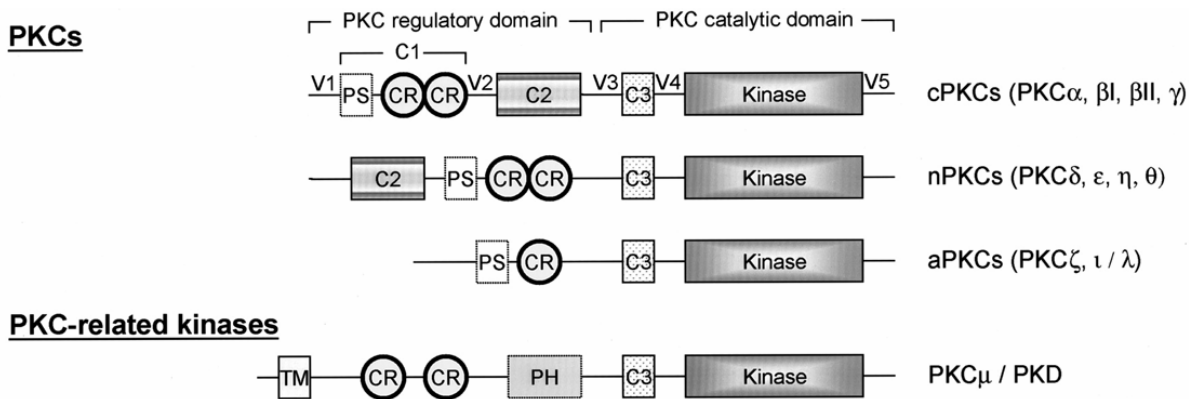 PKC regulatory domain PKC catalytic domain
PKCs
C1
V1 PS CR CR V2 C2 V3 C3 V4 Kinase V5 cPKCs (PKCα, βI, βII, γ)
C2 PS CR CR C3 Kinase nPKCs (PKCδ, ε, η, θ)
PS CR C3 Kinase aPKCs (PKCζ, ι / λ)
PKC-related kinases
TM CR CR PH C3 Kinase PKCμ / PKD